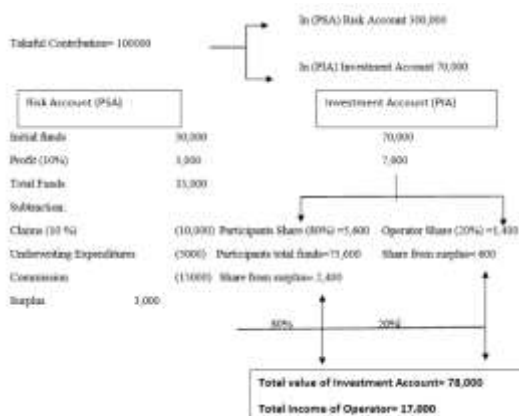 In (PSA) Risk Account 300,000
Takaful Contribution= 100000
In (PIA) Investment Account 70,000
Risk Account (PSA)
Investment Account (PIA)
Initial funds 30,000 70,000
Profit (10%) 3,000 7,000
Total Funds 33,000
Subtraction:
Claims (10 %) (10,000) Participants Share (80%) =5,600 Operator Share (20%) =1,400
Underwriting Expenditures (5000) Participants total funds=75,600 Share from surplus= 600
Commission (15000) Share from surplus= 2,400
Surplus 3,000
80% 20%
Total value of Investment Account= 78,000
Total Income of Operator= 17,000